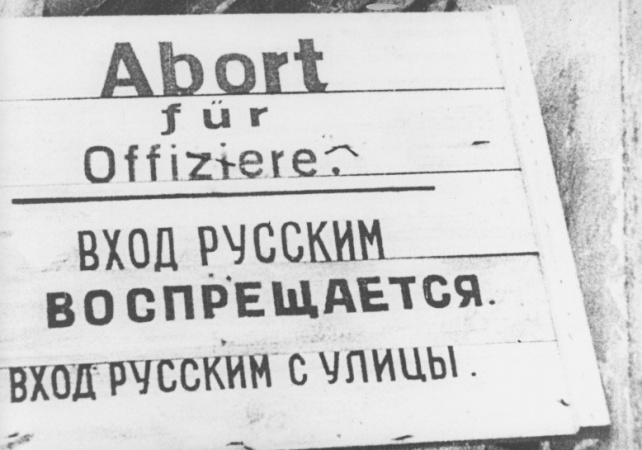 Abort
für
Offiziere.
ВХОД РУССКИМ
ВОСПРЕЩАЕТСЯ.
ВХОД РУССКИМ С УЛИЦЫ.